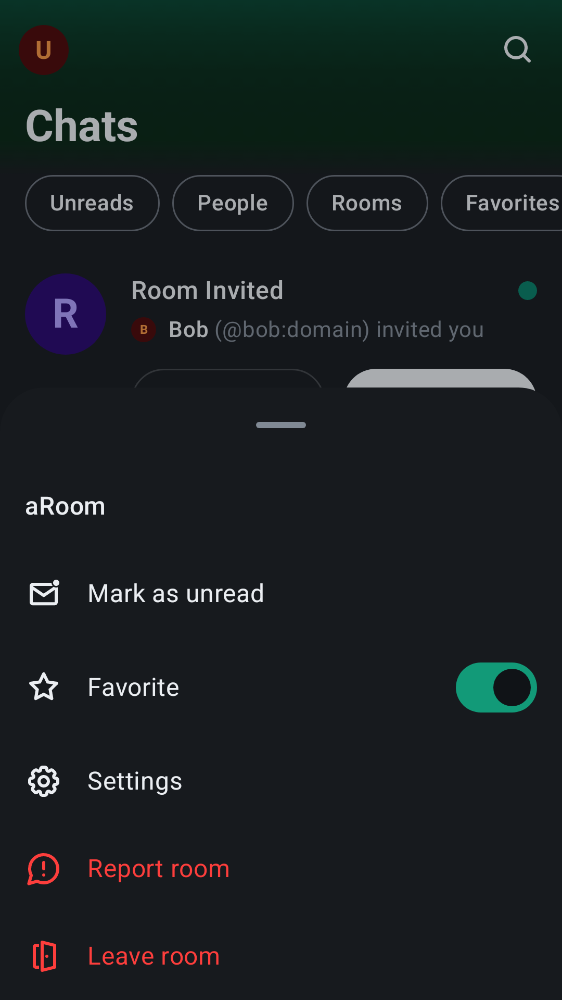 U
Chats
Unreads People Rooms Favorites
R
Room Invited
B Bob (@bob:domain) invited you
aRoom
Mark as unread
Favorite
Settings
Report room
Leave room